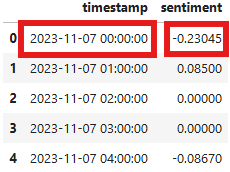 timestamp sentiment
0 2023-11-07 00:00:00 -0.23045
1 2023-11-07 01:00:00 0.08500
2 2023-11-07 02:00:00 0.00000
3 2023-11-07 03:00:00 0.00000
4 2023-11-07 04:00:00 -0.08670